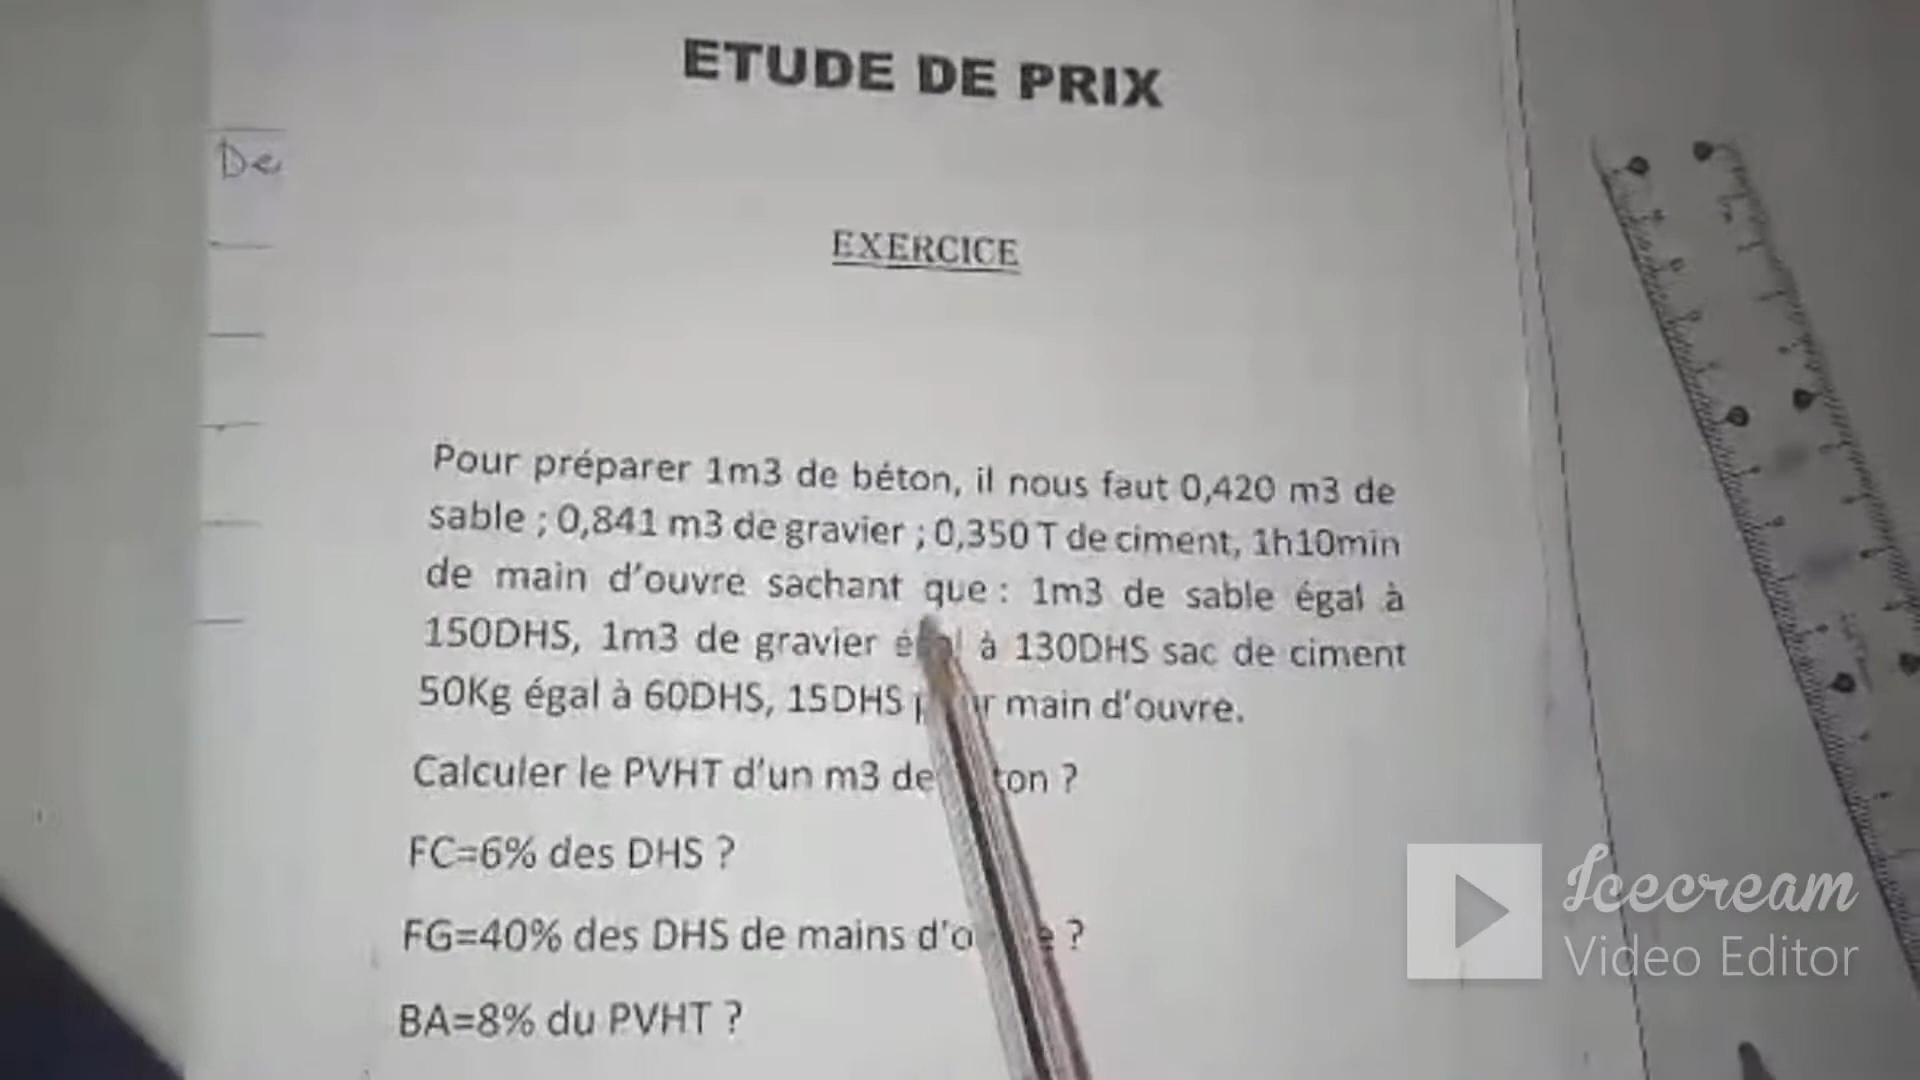 ETUDE DE PRIX
De
EXERCICE
Pour préparer 1m3 de béton, il nous faut 0,420 m3 de
sable ; 0,841 m3 de gravier ; 0,350 T de ciment, 1h10min
de main d'ouvre sachant que : 1m3 de sable égal à
150DHS, 1m3 de gravier à 130DHS sac de ciment
50Kg égal à 60DHS, 15DHS main d'ouvre.
Calculer le PVHT d'un m3 de ?
FC=6% des DHS ?
FG=40% des DHS de mains ?
BA=8% du PVHT ?
Icecream
Video Editor